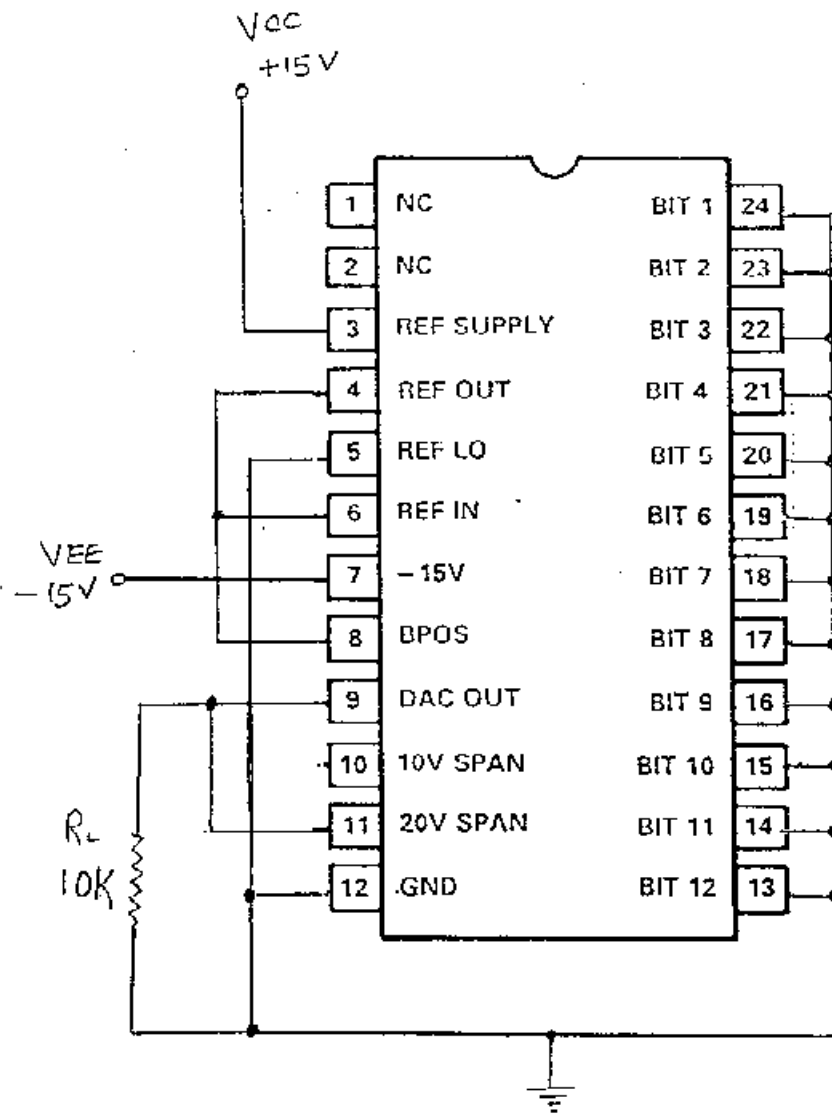 VCC
+15V
1 NC BIT 1 24
2 NC BIT 2 23
3 REF SUPPLY BIT 3 22
4 REF OUT BIT 4 21
5 REF LO BIT 5 20
6 REF IN BIT 6 19
VEE
-15V
7 -15V BIT 7 18
8 BPOS BIT 8 17
9 DAC OUT BIT 9 16
10 10V SPAN BIT 10 15
11 20V SPAN BIT 11 14
RL
10K
12 GND BIT 12 13